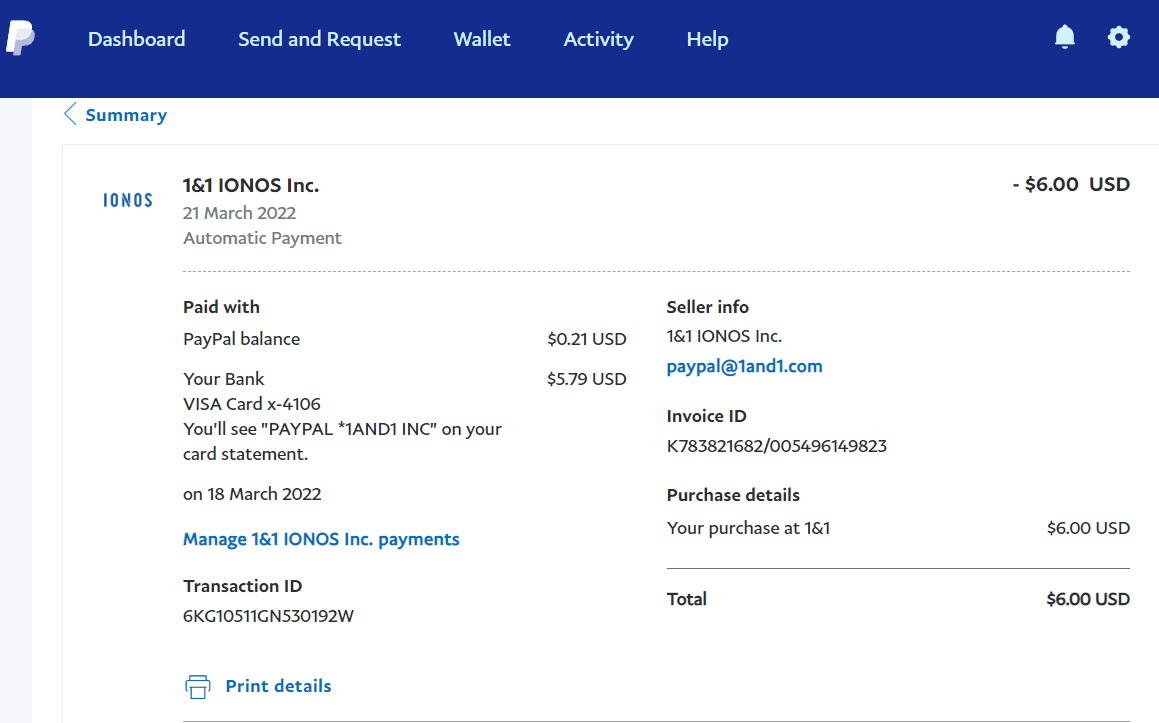 Dashboard Send and Request Wallet Activity Help
Summary
IONOS
1&1 IONOS Inc.
- $6.00 USD
21 March 2022
Automatic Payment
Paid with
PayPal balance $0.21 USD
Your Bank $5.79 USD
VISA Card x-4106
You'll see "PAYPAL *1AND1 INC" on your
card statement.
on 18 March 2022
Manage 1&1 IONOS Inc. payments
Transaction ID
6KG10511GN530192W
Print details
Seller info
1&1 IONOS Inc.
paypal@1and1.com
Invoice ID
K783821682/005496149823
Purchase details
Your purchase at 1&1 $6.00 USD
Total $6.00 USD